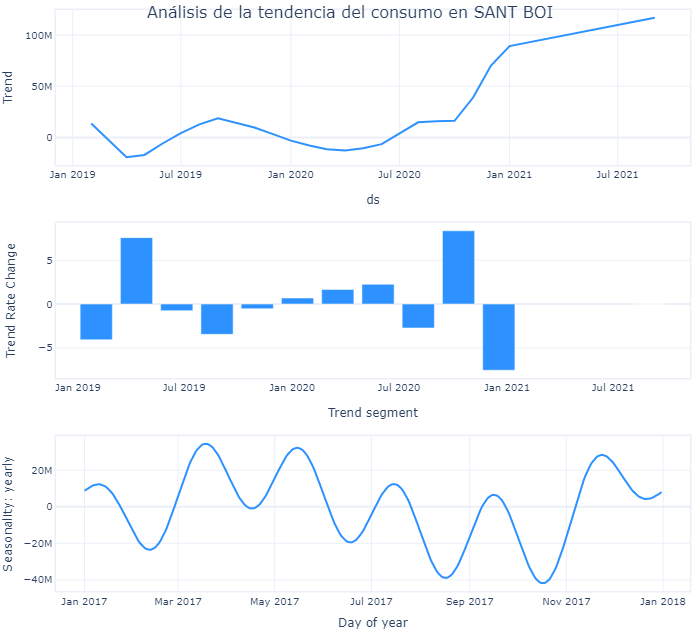 Análisis de la tendencia del consumo en SANT BOI
100M
50M
0
Trend
Jan 2019 Jul 2019 Jan 2020 Jul 2020 Jan 2021 Jul 2021
ds
5
0
−5
Trend Rate Change
Jan 2019 Jul 2019 Jan 2020 Jul 2020 Jan 2021 Jul 2021
Trend segment
20M
0
−20M
−40M
Seasonality: yearly
Jan 2017 Mar 2017 May 2017 Jul 2017 Sep 2017 Nov 2017 Jan 2018
Day of year